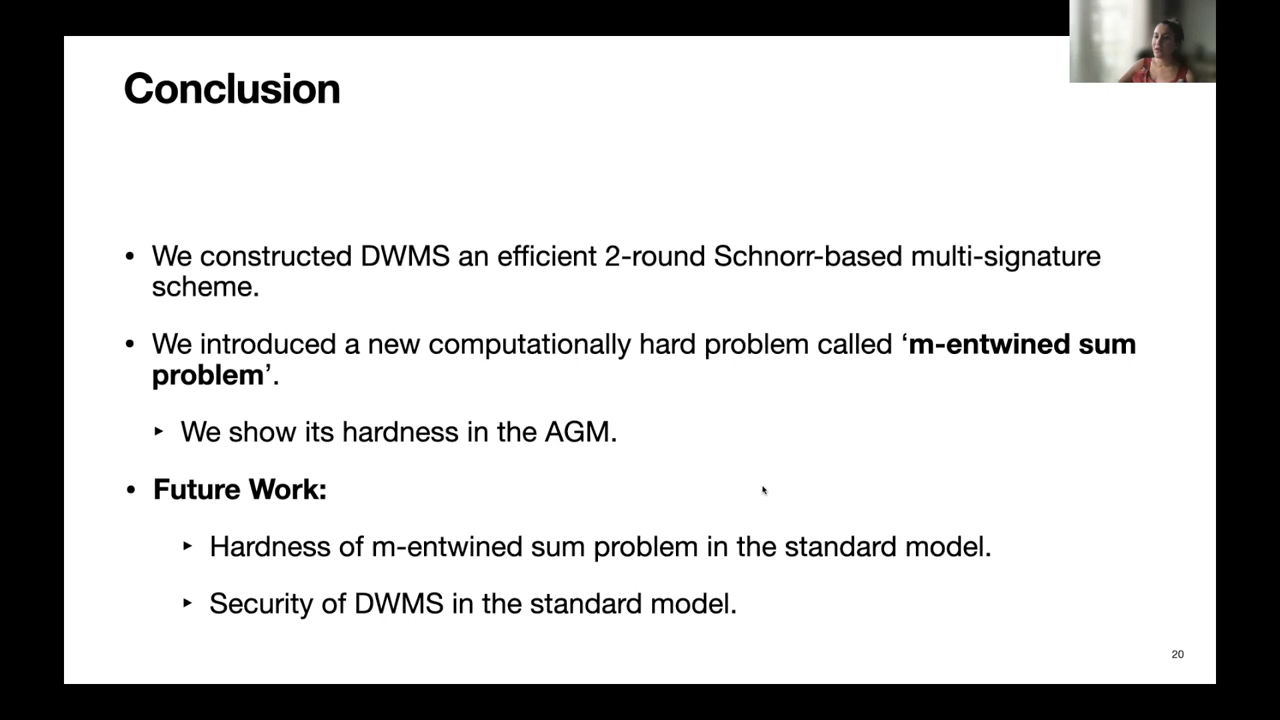 Conclusion
• We constructed DWMS an efficient 2-round Schnorr-based multi-signature
scheme.
• We introduced a new computationally hard problem called ‘m-entwined sum
problem’.
‣ We show its hardness in the AGM.
• Future Work:
‣ Hardness of m-entwined sum problem in the standard model.
‣ Security of DWMS in the standard model.
20